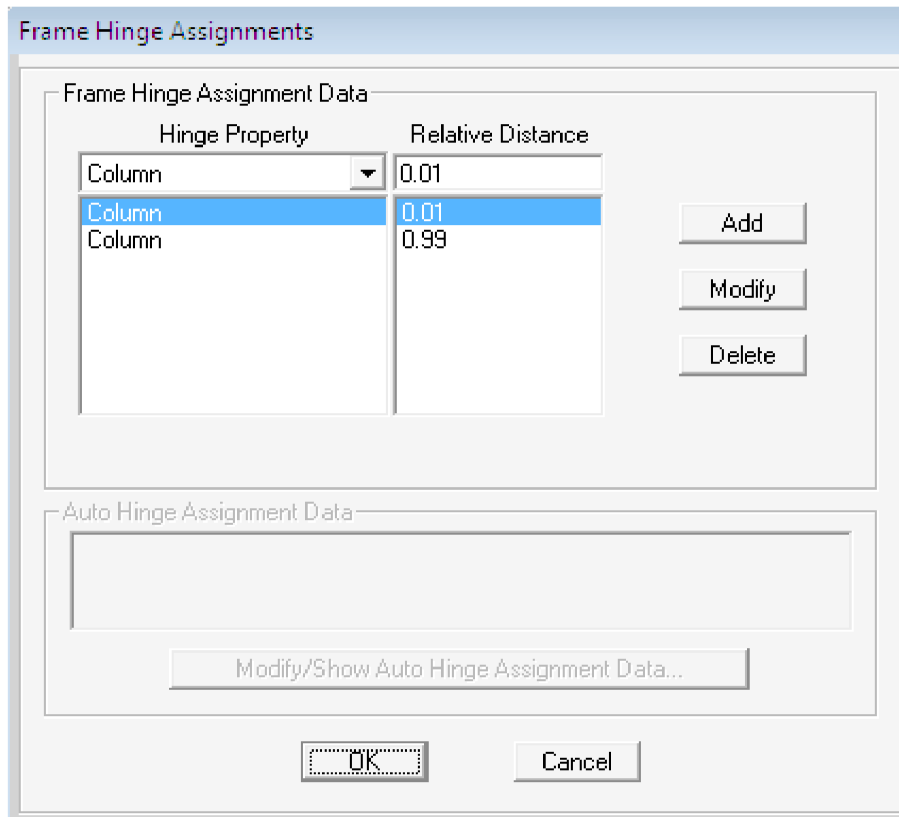 Frame Hinge Assignments
Frame Hinge Assignment Data
Hinge Property Relative Distance
Column 0.01
Column 0.01
Column 0.99
Add
Modify
Delete
Auto Hinge Assignment Data
Modify/Show Auto Hinge Assignment Data...
OK Cancel